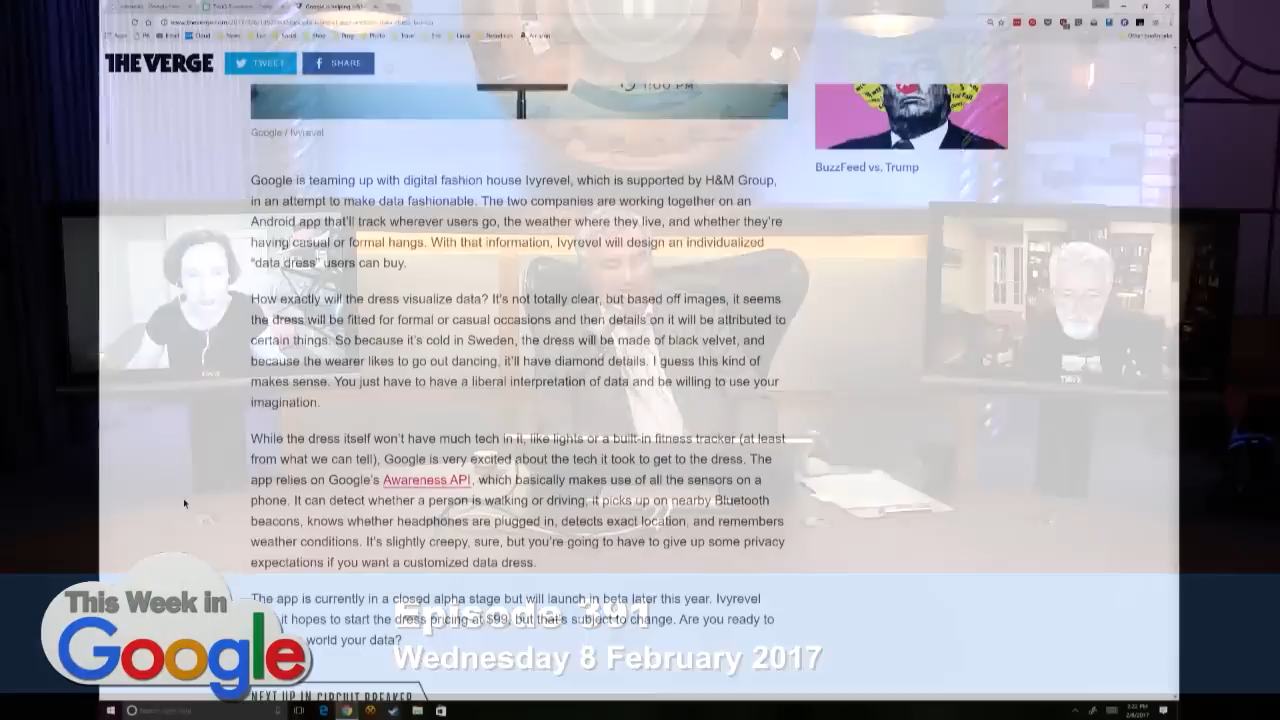 Google is helping
THE VERGE
TWEET
SHARE
1:00 PM
Google / Ivyrevel
BuzzFeed vs. Trump
Google is teaming up with digital fashion house Ivyrevel, which is supported by H&M Group,
in an attempt to make data fashionable. The two companies are working together on an
Android app that'll track wherever users go, the weather where they live, and whether they're
having casual or formal hangs. With that information, Ivyrevel will design an individualized
“data dress” users can buy.
How exactly will the dress visualize data? It's not totally clear, but based off images, it seems
the dress will be fitted for formal or casual occasions and then details on it will be attributed to
certain things. So because it's cold in Sweden, the dress will be made of black velvet, and
because the wearer likes to go out dancing, it'll have diamond details. I guess this kind of
makes sense. You just have to have a liberal interpretation of data and be willing to use your
imagination.
While the dress itself won't have much tech in it, like lights or a built-in fitness tracker (at least
from what we can tell), Google is very excited about the tech it took to get to the dress. The
app relies on Google's Awareness API, which basically makes use of all the sensors on a
phone. It can detect whether a person is walking or driving, it picks up on nearby Bluetooth
beacons, knows whether headphones are plugged in, detects exact location, and remembers
weather conditions. It's slightly creepy, sure, but you're going to have to give up some privacy
expectations if you want a customized data dress.
The app is currently in a closed alpha stage but will launch in beta later this year. Ivyrevel
it hopes to start the dress pricing at $99, but that's subject to change. Are you ready to
world your data?
NEXT UP IN CIRCUIT BREAKER
This Week in
Google
Episode 391
Wednesday 8 February 2017
3:22 PM
2/8/2017